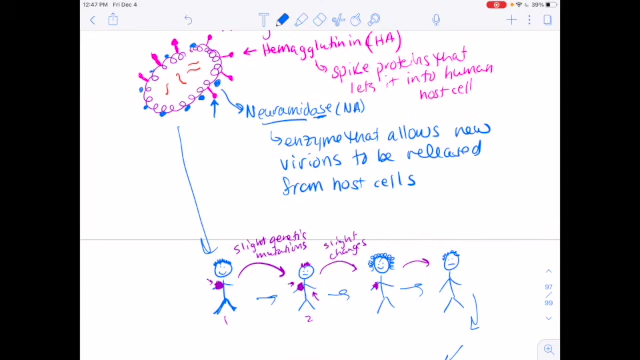 12:47 PM Fri Dec 4
39%
Hemagglutinin (HA)
spike proteins that
lets it into human
host cell
Neuramidase (NA)
enzyme that allows new
virions to be released
from host cells
slight genetic
mutations
slight
changes
1
2
97
99